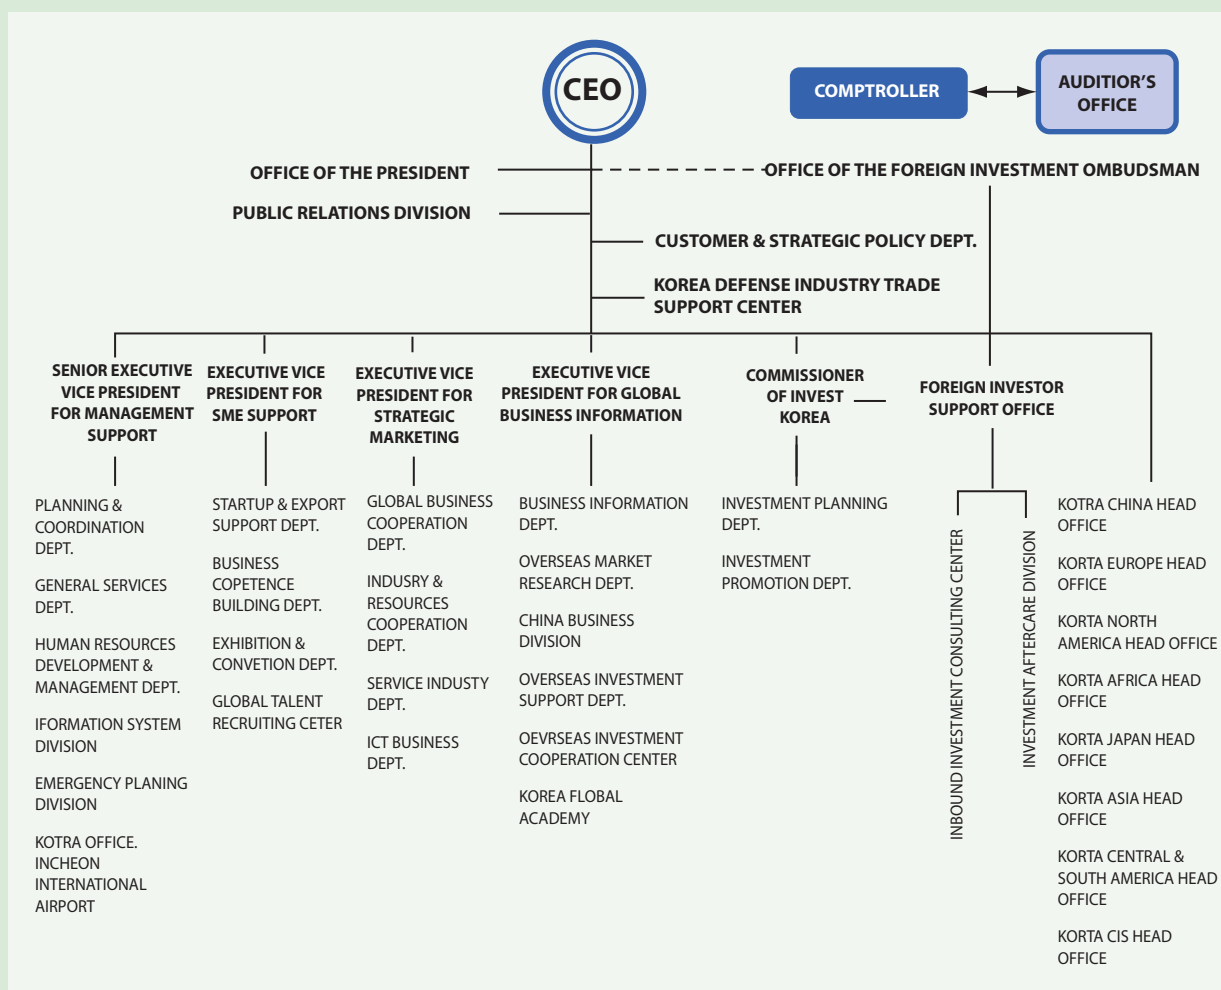 CEO
COMPTROLLER
AUDITIOR'S
OFFICE
OFFICE OF THE PRESIDENT
OFFICE OF THE FOREIGN INVESTMENT OMBUDSMAN
PUBLIC RELATIONS DIVISION
CUSTOMER & STRATEGIC POLICY DEPT.
KOREA DEFENSE INDUSTRY TRADE
SUPPORT CENTER
SENIOR EXECUTIVE
VICE PRESIDENT
FOR MANAGEMENT
SUPPORT
PLANNING &
COORDINATION
DEPT.
GENERAL SERVICES
DEPT.
HUMAN RESOURCES
DEVELOPMENT &
MANAGEMENT DEPT.
IFORMATION SYSTEM
DIVISION
EMERGENCY PLANING
DIVISION
KOTRA OFFICE.
INCHEON
INTERNATIONAL
AIRPORT
EXECUTIVE VICE
PRESIDENT FOR
SME SUPPORT
STARTUP & EXPORT
SUPPORT DEPT.
BUSINESS
COPETENCE
BUILDING DEPT.
EXHIBITION &
CONVETION DEPT.
GLOBAL TALENT
RECRUITING CETER
EXECUTIVE VICE
PRESIDENT FOR
STRATEGIC
MARKETING
GLOBAL BUSINESS
COOPERATION
DEPT.
INDUSRY &
RESOURCES
COOPERATION
DEPT.
SERVICE INDUSTY
DEPT.
ICT BUSINESS
DEPT.
EXECUTIVE VICE
PRESIDENT FOR GLOBAL
BUSINESS INFORMATION
BUSINESS INFORMATION
DEPT.
OVERSEAS MARKET
RESEARCH DEPT.
CHINA BUSINESS
DIVISION
OVERSEAS INVESTMENT
SUPPORT DEPT.
OEVRSEAS INVESTMENT
COOPERATION CENTER
KOREA FLOBAL
ACADEMY
COMMISSIONER
OF INVEST
KOREA
INVESTMENT PLANNING
DEPT.
INVESTMENT
PROMOTION DEPT.
FOREIGN INVESTOR
SUPPORT OFFICE
INBOUND INVESTMENT CONSULTING CENTER
INVESTMENT AFTERCARE DIVISION
KOTRA CHINA HEAD
OFFICE
KORTA EUROPE HEAD
OFFICE
KORTA NORTH
AMERICA HEAD OFFICE
KORTA AFRICA HEAD
OFFICE
KORTA JAPAN HEAD
OFFICE
KORTA ASIA HEAD
OFFICE
KORTA CENTRAL &
SOUTH AMERICA HEAD
OFFICE
KORTA CIS HEAD
OFFICE